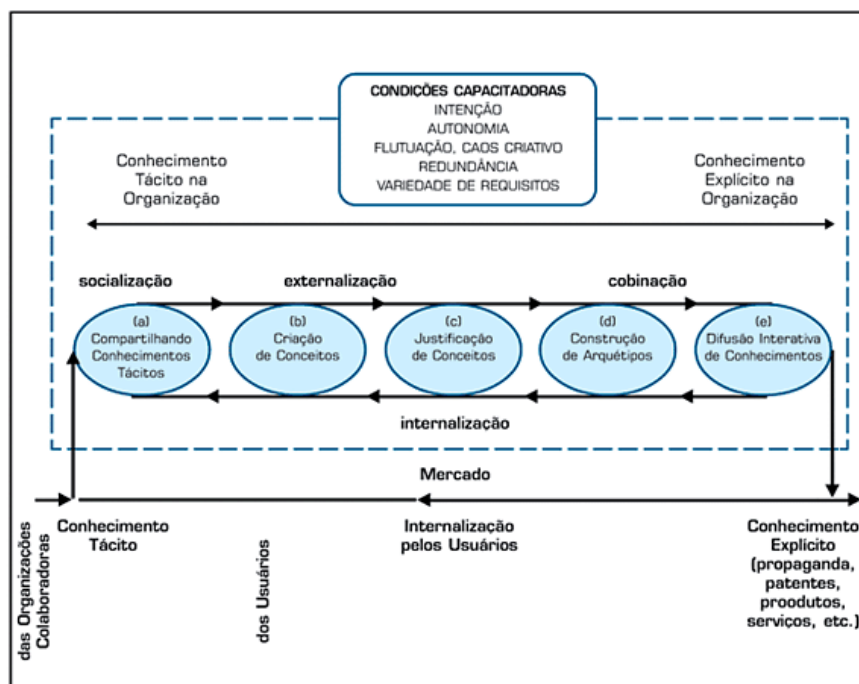 CONDIÇÕES CAPACITADORAS
INTENÇÃO
AUTONOMIA
FLUTUAÇÃO, CAOS CRIATIVO
REDUNDÂNCIA
VARIEDADE DE REQUISITOS
Conhecimento
Tácito na
Organização
Conhecimento
Explícito na
Organização
socialização
externalização
cobinação
(a)
Compartilhando
Conhecimentos
Tácitos
(b)
Criação
de Conceitos
(c)
Justificação
de Conceitos
(d)
Construção
de Arquétipos
(e)
Difusão Interativa
de Conhecimentos
internalização
Mercado
das Organizações
Colaboradoras
Conhecimento
Tácito
dos Usuários
Internalização
pelos Usuários
Conhecimento
Explícito
(propaganda,
patentes,
proodutos,
serviços, etc.)